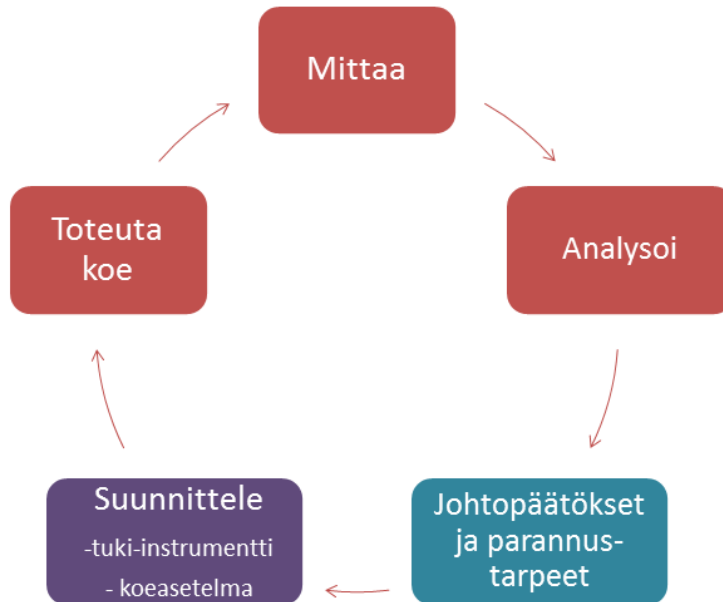 Mittaa
Analysoi
Johtopäätökset
ja parannus-
tarpeet
Suunnittele
-tuki-instrumentti
- koeasetelma
Toteuta
koe